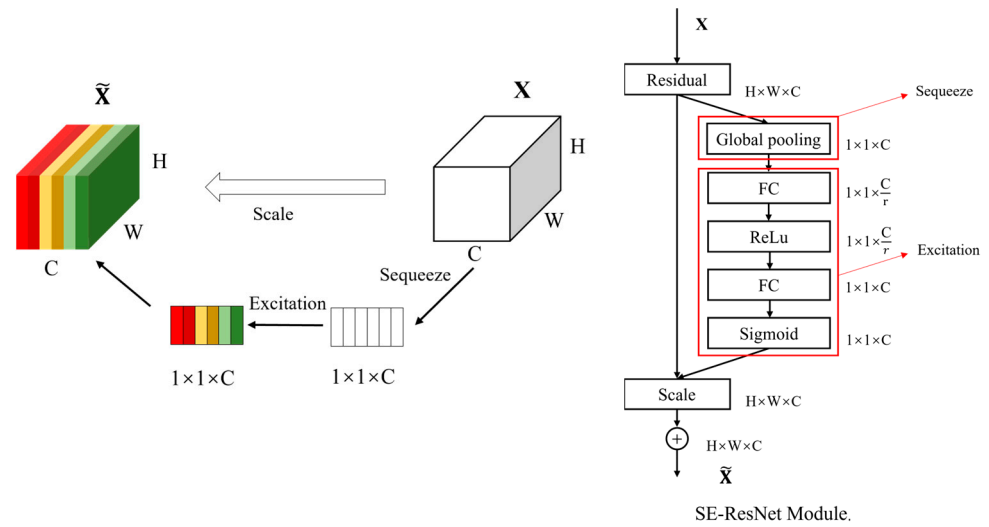 X̃
H
W
C
Scale
X
H
W
C
Sequeeze
Excitation
1×1×C
1×1×C
X
Residual
H×W×C
Sequeeze
Global pooling
1×1×C
FC
1×1×C/r
ReLu
1×1×C/r
Excitation
FC
1×1×C
Sigmoid
1×1×C
Scale
H×W×C
+
H×W×C
X̃
SE-ResNet Module.